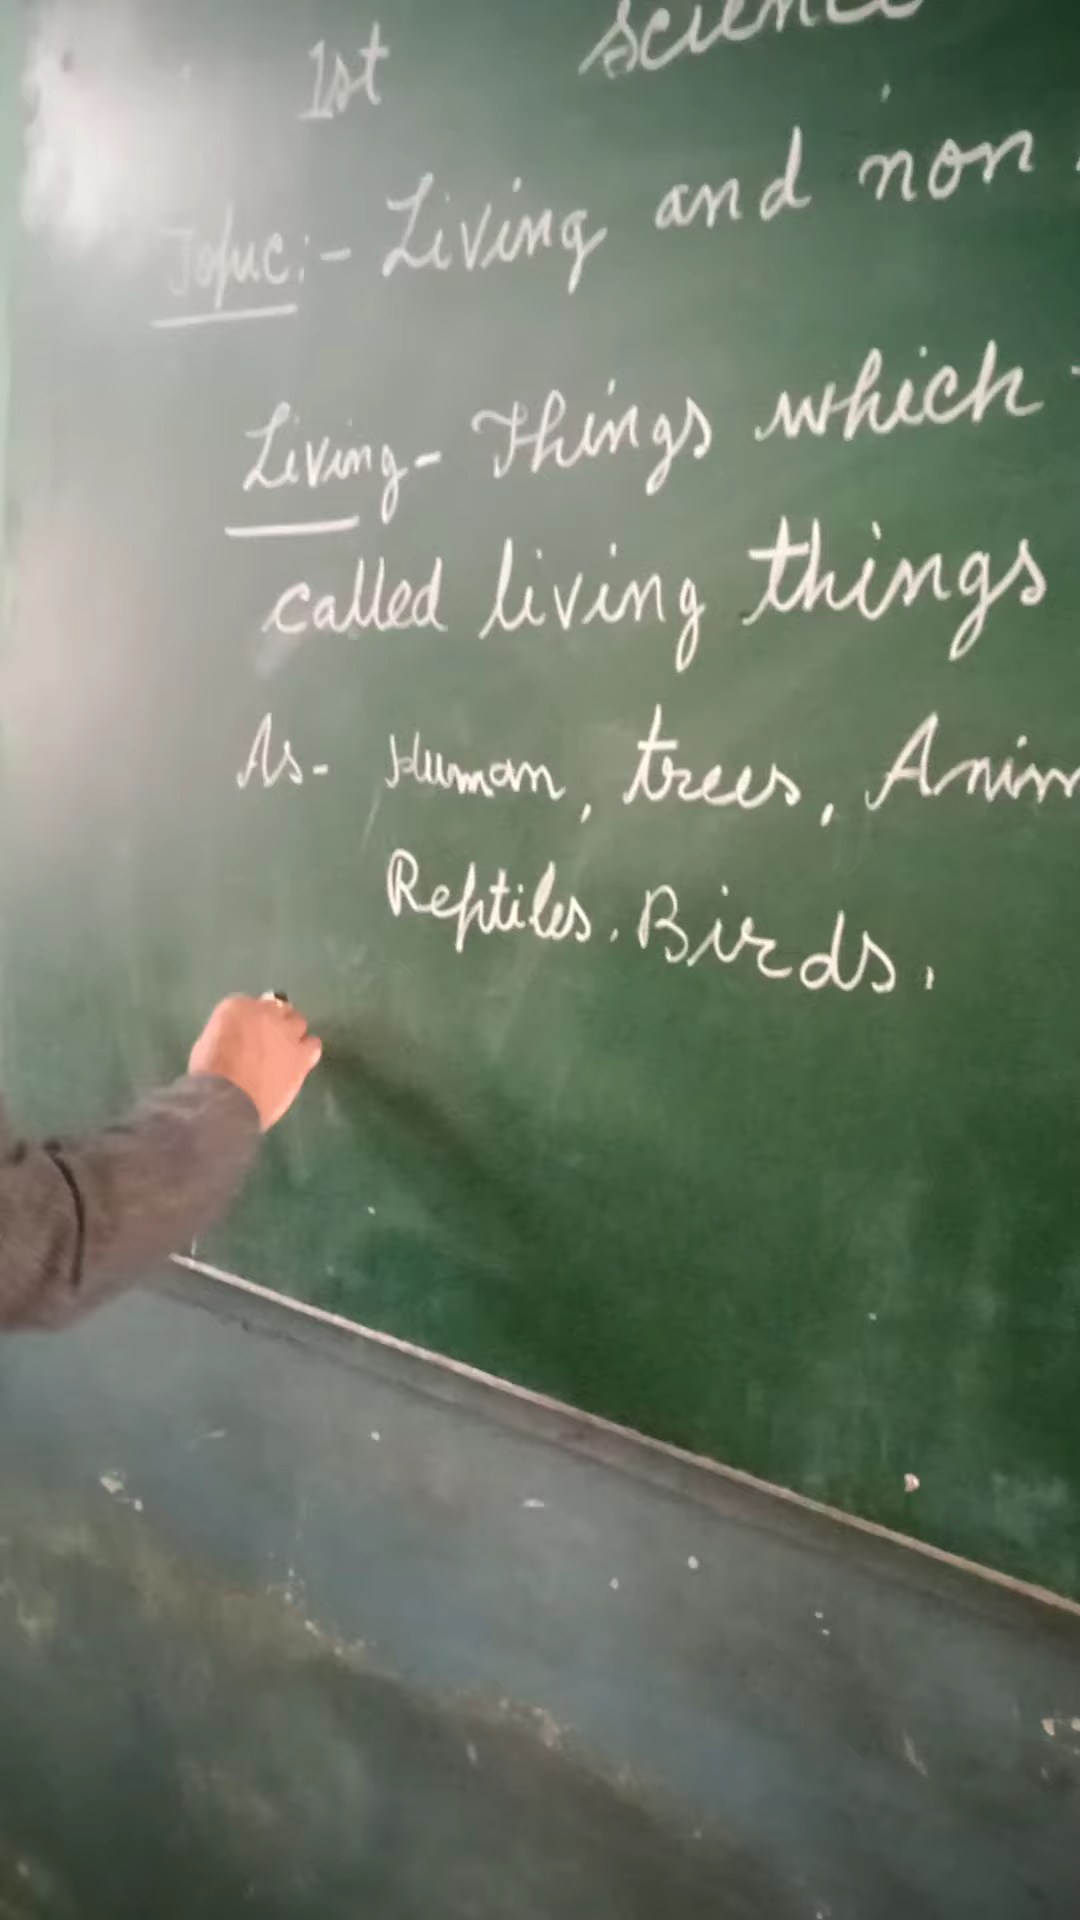 1st Science
Topic:- Living and non
Living- Things which
called living things
As- Human, trees, Anim
Reptiles, Birds,